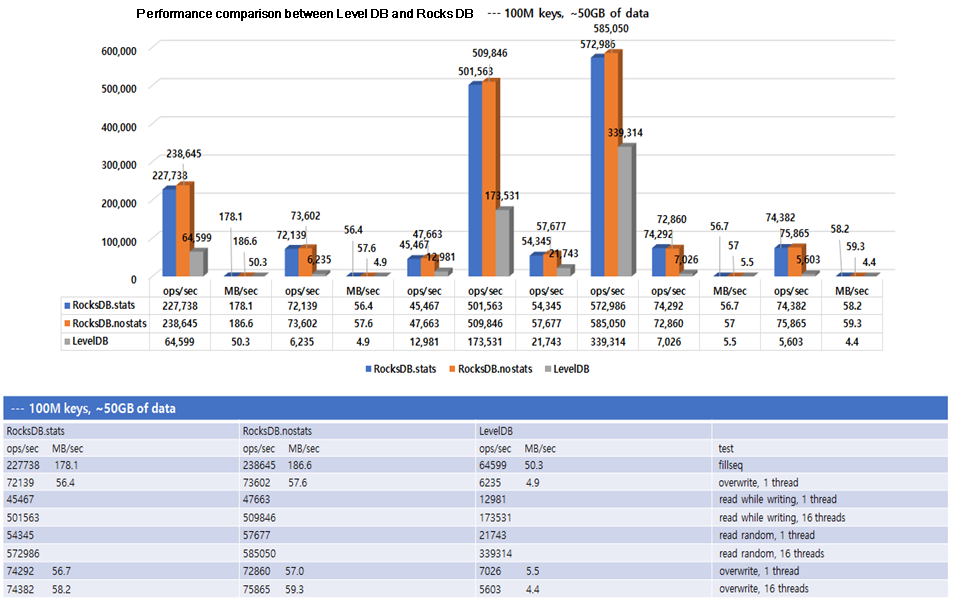 Performance comparison between Level DB and Rocks DB --- 100M keys, ~50GB of data
585,050
572,986
600,000
509,846
501,563
500,000
400,000
339,314
300,000
238,645
227,738
200,000
173,531
178.1
73,602
56.4
57,677
72,860
56.7
74,382
58.2
64,599
186.6
72,139
57.6
47,663
45,467
54,345
74,292
57
75,865
59.3
100,000
50.3
6,235
4.9
12,981
21,743
7,026
5.5
5,603
4.4
0
ops/sec MB/sec ops/sec MB/sec ops/sec ops/sec ops/sec ops/sec ops/sec MB/sec ops/sec MB/sec
RocksDB.stats 227,738 178.1 72,139 56.4 45,467 501,563 54,345 572,986 74,292 56.7 74,382 58.2
RocksDB.nostats 238,645 186.6 73,602 57.6 47,663 509,846 57,677 585,050 72,860 57 75,865 59.3
LevelDB 64,599 50.3 6,235 4.9 12,981 173,531 21,743 339,314 7,026 5.5 5,603 4.4
RocksDB.stats RocksDB.nostats LevelDB
--- 100M keys, ~50GB of data
RocksDB.stats RocksDB.nostats LevelDB
ops/sec MB/sec ops/sec MB/sec ops/sec MB/sec test
227738 178.1 238645 186.6 64599 50.3 fillseq
72139 56.4 73602 57.6 6235 4.9 overwrite, 1 thread
45467 47663 12981 read while writing, 1 thread
501563 509846 173531 read while writing, 16 threads
54345 57677 21743 read random, 1 thread
572986 585050 339314 read random, 16 threads
74292 56.7 72860 57.0 7026 5.5 overwrite, 1 thread
74382 58.2 75865 59.3 5603 4.4 overwrite, 16 threads